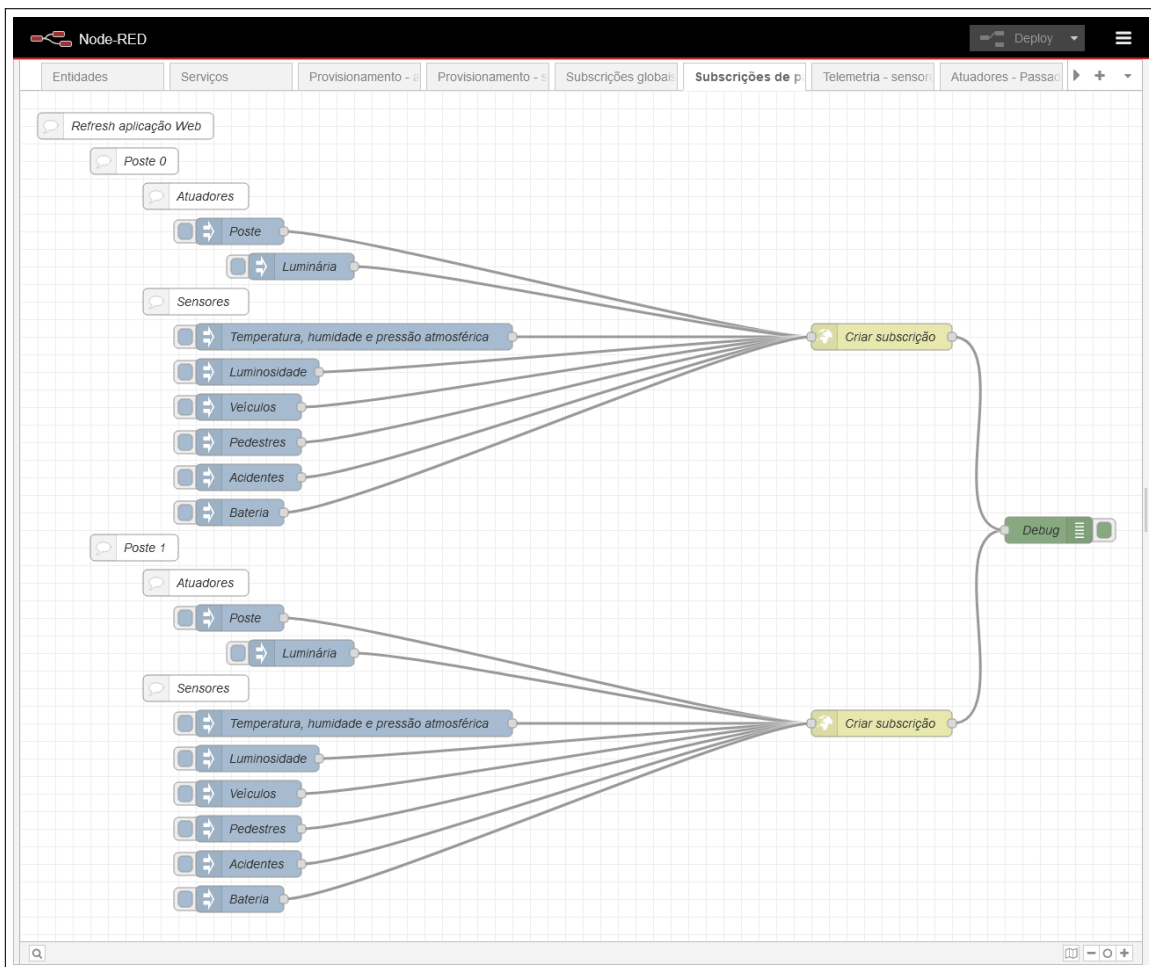 Node-RED
Deploy
Entidades
Serviços
Provisionamento - a
Provisionamento - s
Subscrições globais
Subscrições de p
Telemetria - sensor
Atuadores - Passad
Refresh aplicação Web
Poste 0
Atuadores
Poste
Luminária
Sensores
Temperatura, humidade e pressão atmosférica
Criar subscrição
Luminosidade
Veículos
Pedestres
Acidentes
Bateria
Debug
Poste 1
Atuadores
Poste
Luminária
Sensores
Temperatura, humidade e pressão atmosférica
Criar subscrição
Luminosidade
Veículos
Pedestres
Acidentes
Bateria